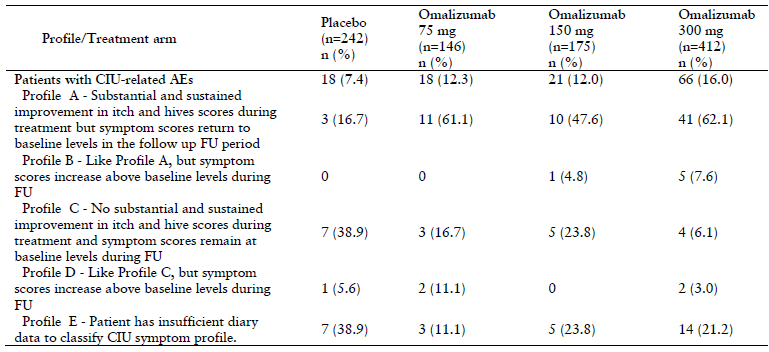 Profile/Treatment arm
Placebo
(n=242)
n (%)
Omalizumab
75 mg
(n=146)
n (%)
Omalizumab
150 mg
(n=175)
n (%)
Omalizumab
300 mg
(n=412)
n (%)
Patients with CIU-related AEs 18 (7.4) 18 (12.3) 21 (12.0) 66 (16.0)
Profile A - Substantial and sustained
improvement in itch and hives scores during
treatment but symptom scores return to
baseline levels in the follow up FU period
3 (16.7) 11 (61.1) 10 (47.6) 41 (62.1)
Profile B - Like Profile A, but symptom
scores increase above baseline levels during
FU
0 0 1 (4.8) 5 (7.6)
Profile C - No substantial and sustained
improvement in itch and hive scores during
treatment and symptom scores remain at
baseline levels during FU
7 (38.9) 3 (16.7) 5 (23.8) 4 (6.1)
Profile D - Like Profile C, but symptom
scores increase above baseline levels during
FU
1 (5.6) 2 (11.1) 0 2 (3.0)
Profile E - Patient has insufficient diary
data to classify CIU symptom profile.
7 (38.9) 3 (11.1) 5 (23.8) 14 (21.2)